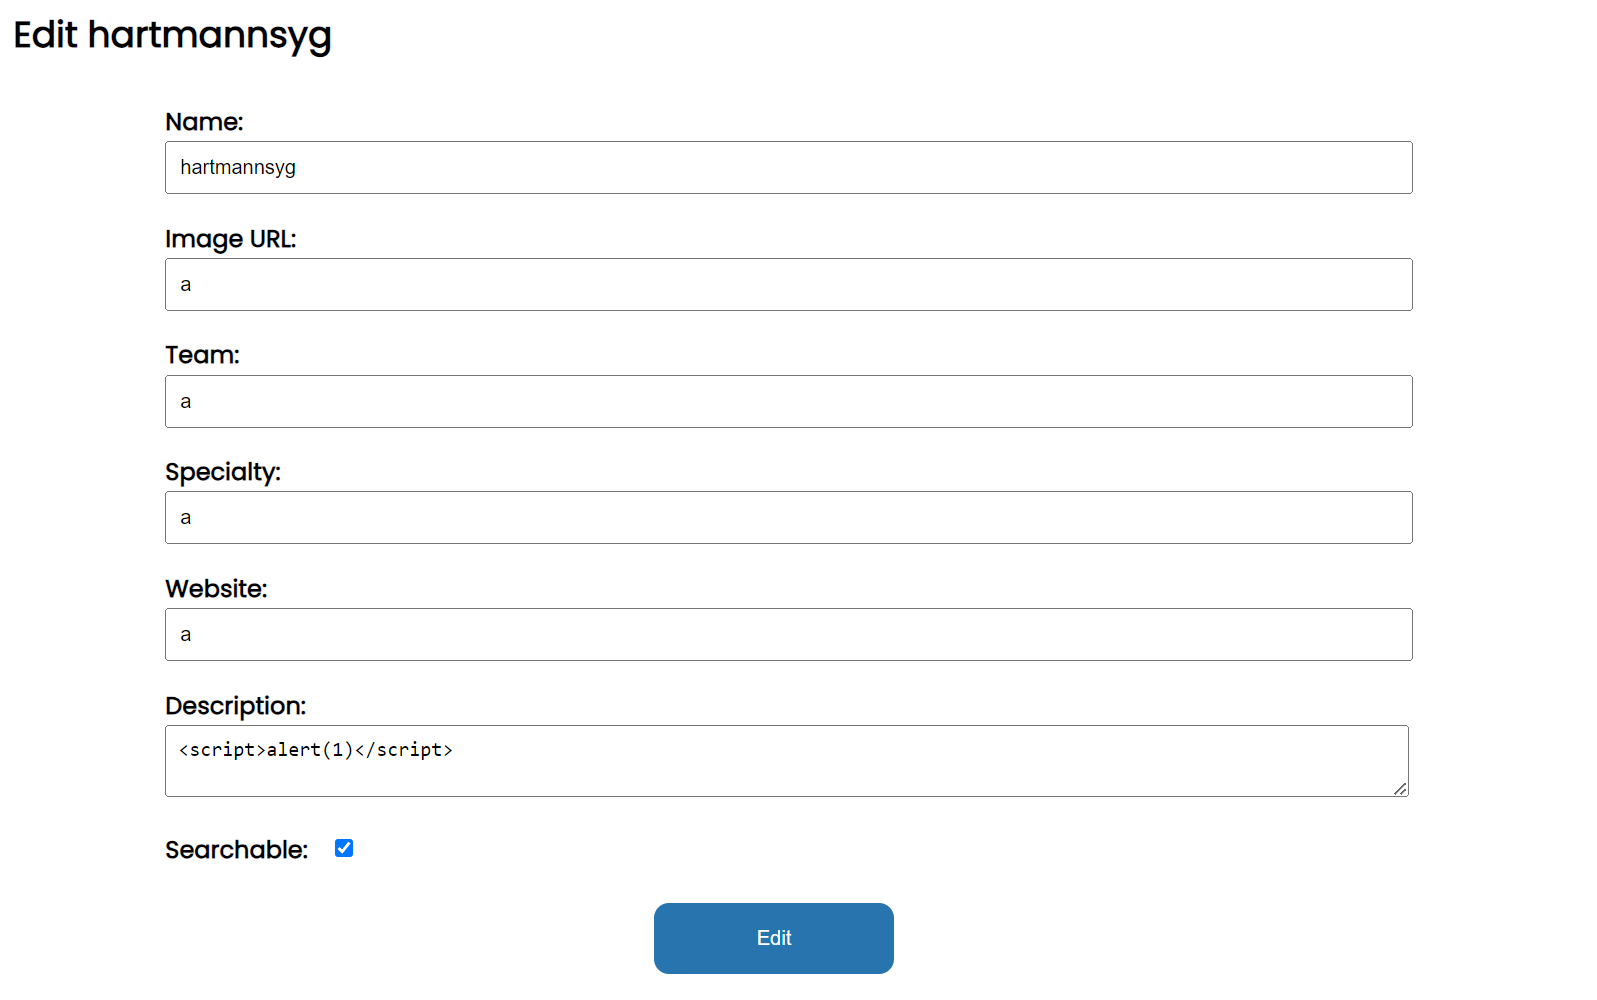 Edit hartmannsyg
Name:
hartmannsyg
Image URL:
a
Team:
a
Specialty:
a
Website:
a
Description:
<script>alert(1)</script>
Searchable:
Edit